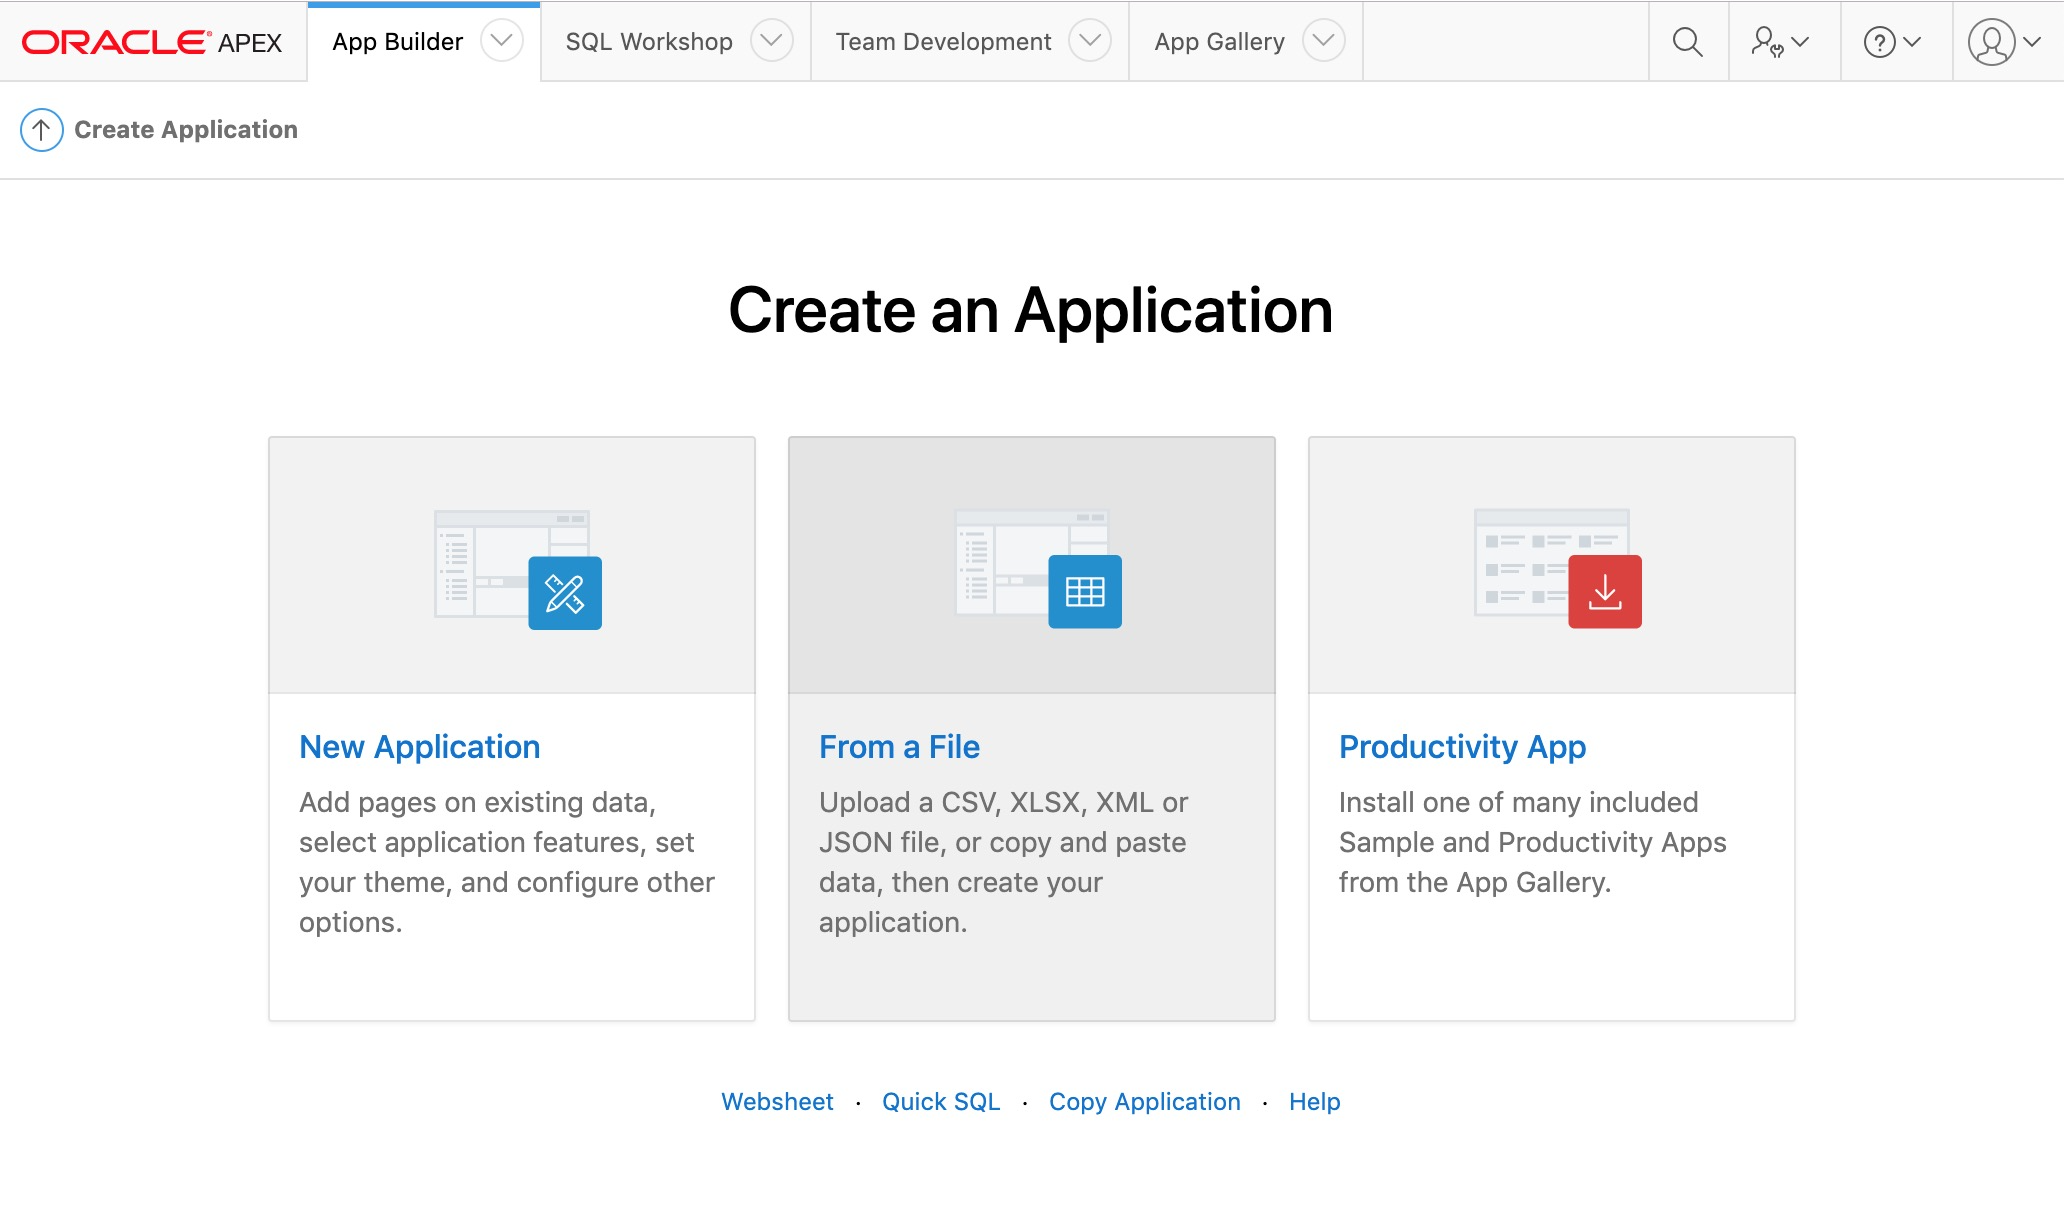 ORACLE APEX App Builder SQL Workshop Team Development App Gallery
Create Application
Create an Application
New Application
Add pages on existing data,
select application features, set
your theme, and configure other
options.
From a File
Upload a CSV, XLSX, XML or
JSON file, or copy and paste
data, then create your
application.
Productivity App
Install one of many included
Sample and Productivity Apps
from the App Gallery.
Websheet · Quick SQL · Copy Application · Help